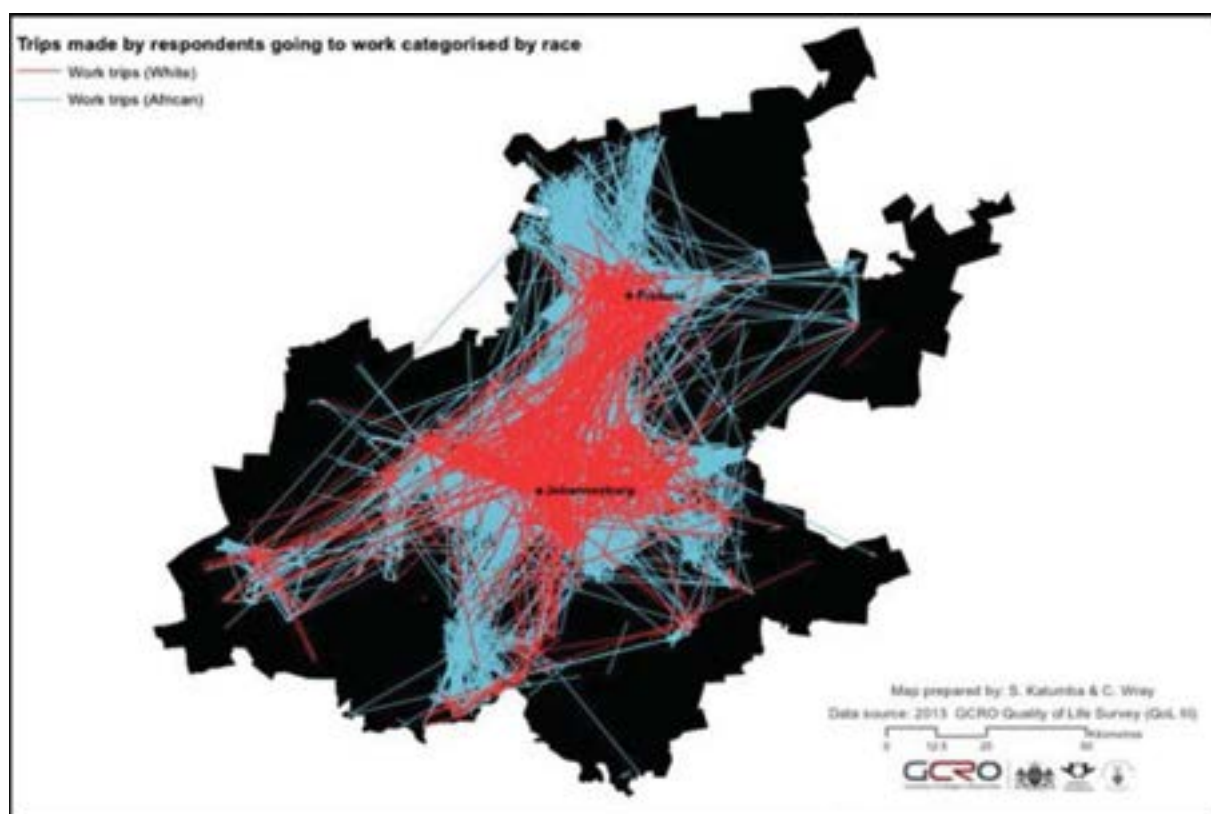 Trips made by respondents going to work categorised by race
Work trips (White)
Work trips (African)
Pretoria
Johannesburg
Map prepared by: S. Katumba & C. Wray
Data source: 2013 GCRO Quality of Life Survey (QoL III)
Kilometres
0 12.5 25 50
GCRO